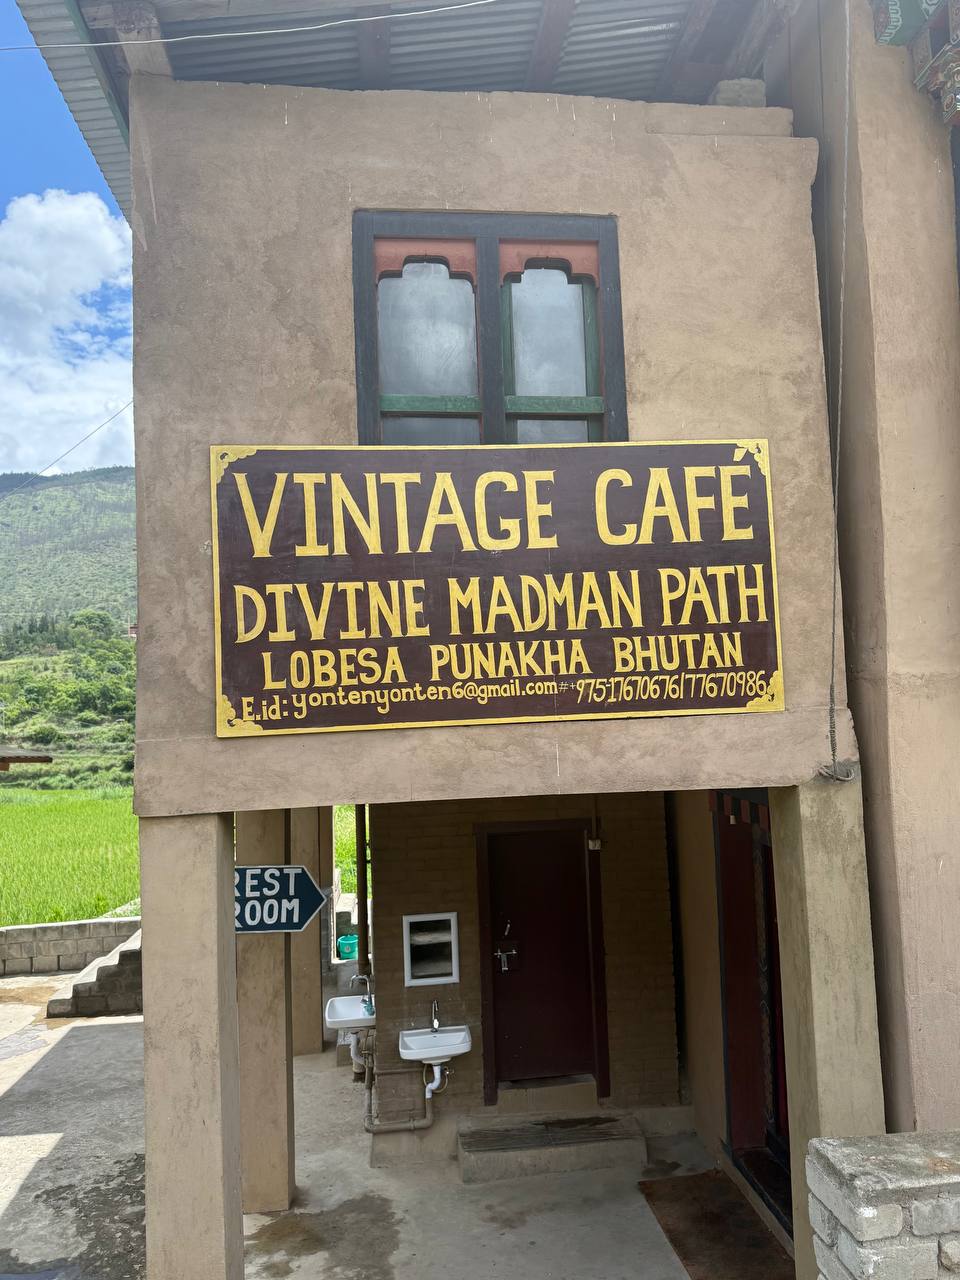 VINTAGE CAFÉ
DIVINE MADMAN PATH
LOBESA PUNAKHA BHUTAN
E.id: yontenyonten6@gmail.com #+975-17670676/77670986
REST
ROOM